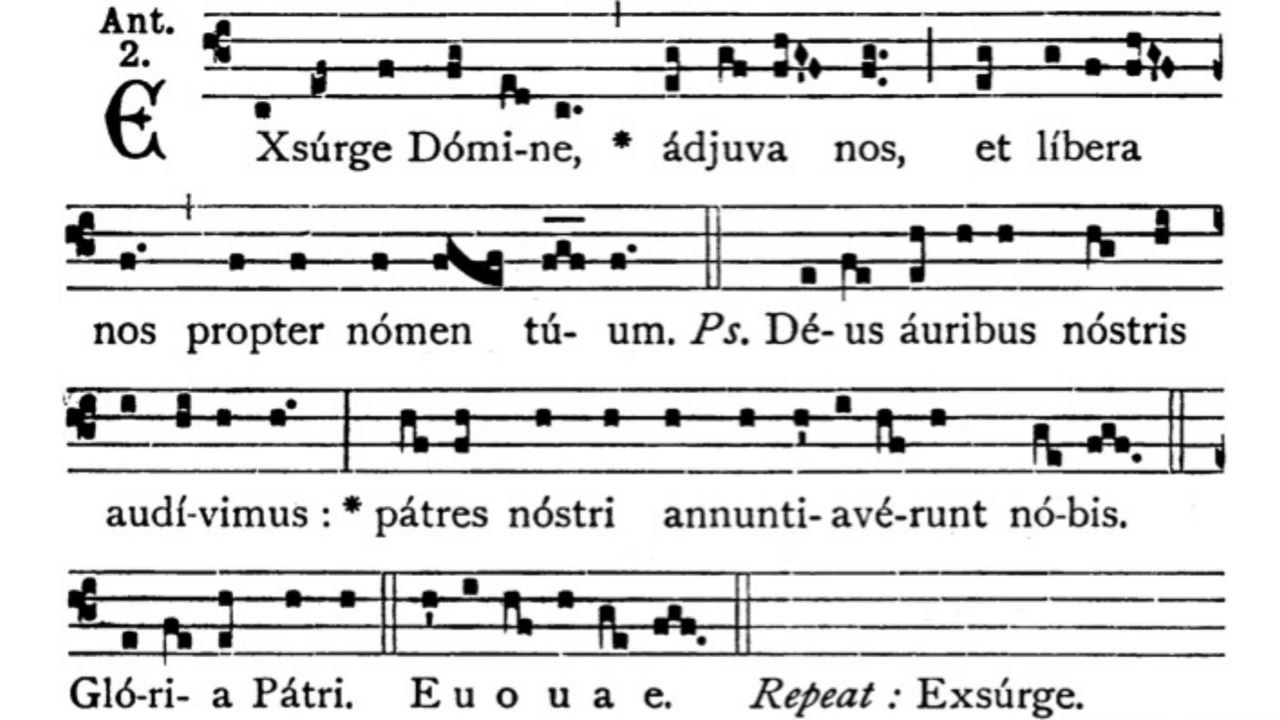 Ant.
2.
EXsúrge Dómi-ne, * ádjuva nos, et líbera
nos propter nómen tú- um. Ps. Dé- us áuribus nóstris
audí-vimus : * pátres nóstri annunti- avé-runt nó-bis.
Gló-ri- a Pátri. E u o u a e. Repeat : Exsúrge.